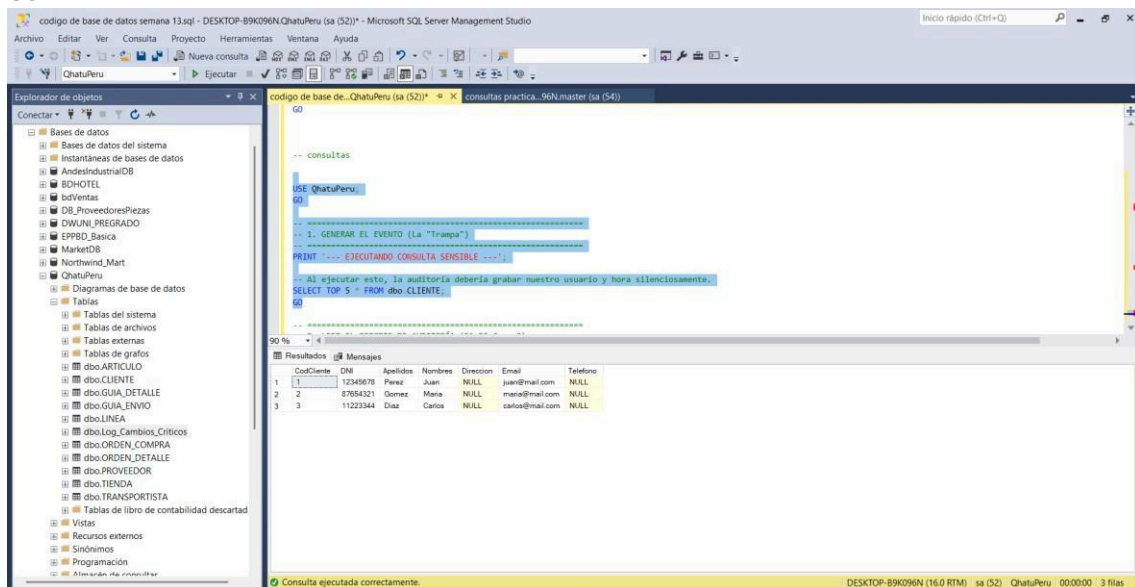 codigo de base de datos semana 13.sql - DESKTOP-B9K096N.QhatuPeru (sa (52))* - Microsoft SQL Server Management Studio
Inicio rápido (Ctrl+Q)
Archivo Editar Ver Consulta Proyecto Herramientas Ventana Ayuda
Nueva consulta
QhatuPeru Ejecutar
Explorador de objetos
Conectar
Bases de datos
Bases de datos del sistema
Instantáneas de bases de datos
AndesIndustrialDB
BDHOTEL
bdVentas
DB_ProveedoresPiezas
DWUNI_PREGRADO
EPPBD_Basica
MarketDB
Northwind_Mart
QhatuPeru
Diagramas de base de datos
Tablas
Tablas del sistema
Tablas de archivos
Tablas externas
Tablas de grafos
dbo.ARTICULO
dbo.CLIENTE
dbo.GUIA_DETALLE
dbo.GUIA_ENVIO
dbo.LINEA
dbo.Log_Cambios_Criticos
dbo.ORDEN_COMPRA
dbo.ORDEN_DETALLE
dbo.PROVEEDOR
dbo.TIENDA
dbo.TRANSPORTISTA
Tablas de libro de contabilidad descartad
Vistas
Recursos externos
Sinónimos
Programación
Almacén de consultas
codigo de base de...QhatuPeru (sa (52))* consultas practica...96N.master (sa (54))
GO
-- consultas
USE QhatuPeru;
GO
-- ============================================================
-- 1. GENERAR EL EVENTO (La "Trampa")
-- ============================================================
PRINT '--- EJECUTANDO CONSULTA SENSIBLE ---';
-- Al ejecutar esto, la auditoría debería grabar nuestro usuario y hora silenciosamente.
SELECT TOP 5 * FROM dbo.CLIENTE;
GO
-- ============================================================
90 %
Resultados Mensajes
CodCliente DNI Apellidos Nombres Direccion Email Telefono
1 1 12345678 Perez Juan NULL juan@mail.com NULL
2 2 87654321 Gomez Maria NULL maria@mail.com NULL
3 3 11223344 Diaz Carlos NULL carlos@mail.com NULL
Consulta ejecutada correctamente.
DESKTOP-B9K096N (16.0 RTM) sa (52) QhatuPeru 00:00:00 3 filas